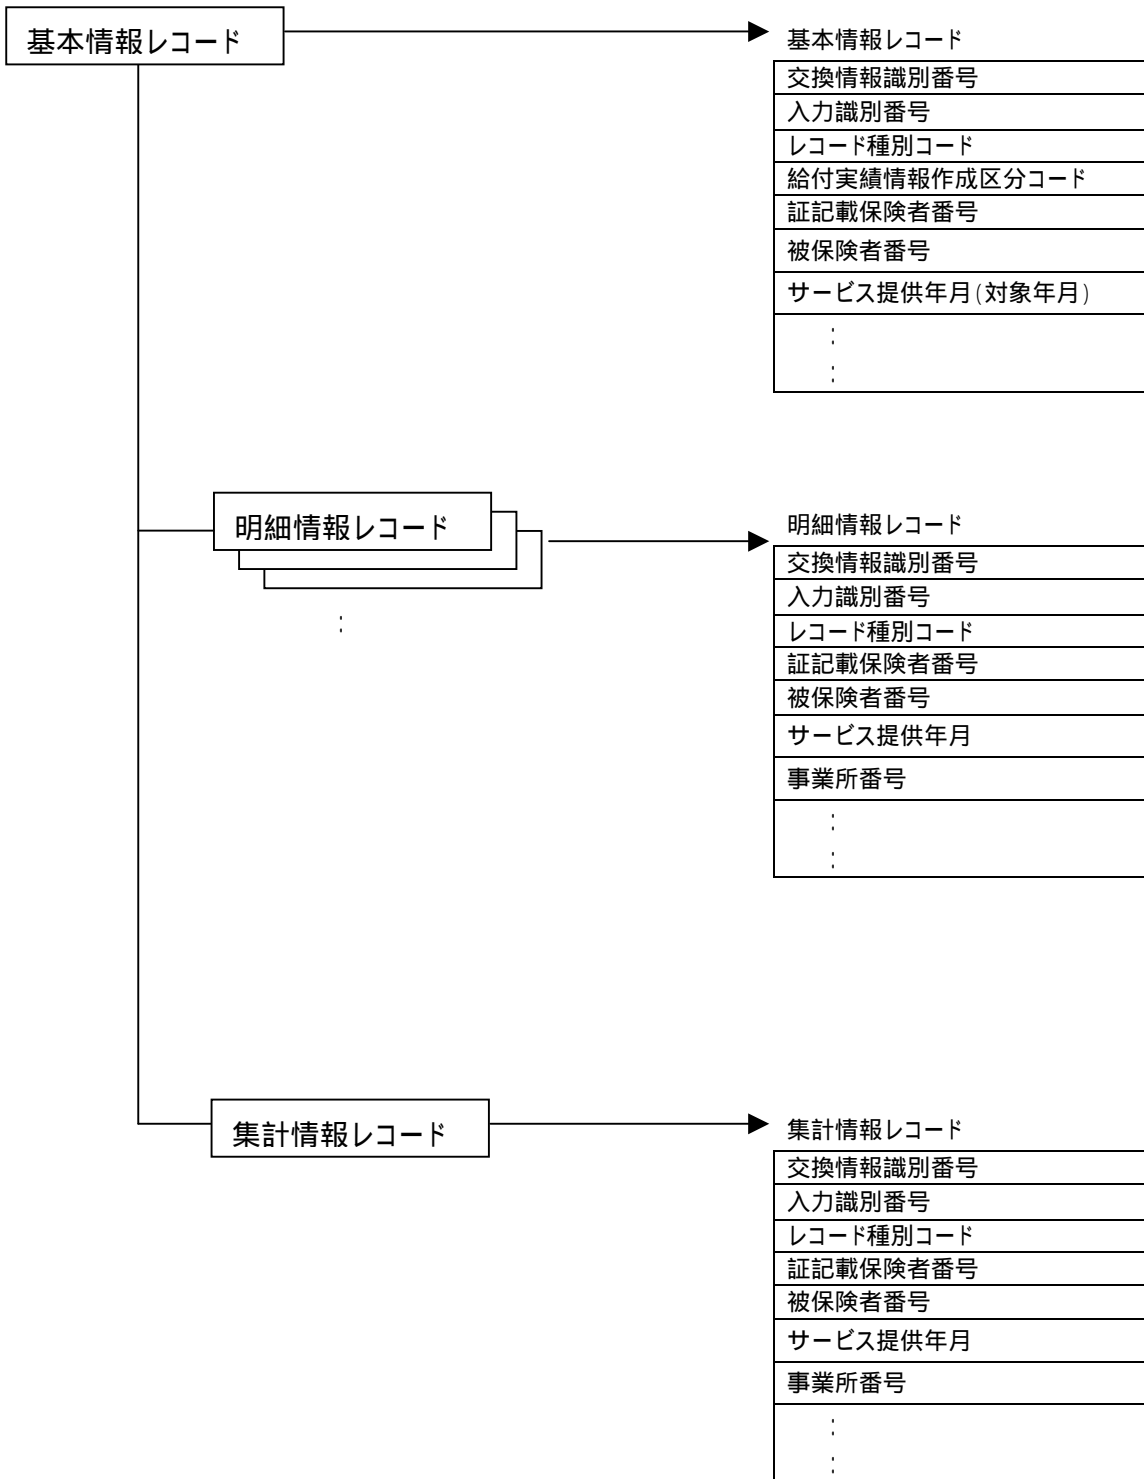 基本情報レコード
基本情報レコード
交換情報識別番号
入力識別番号
レコード種別コード
給付実績情報作成区分コード
証記載保険者番号
被保険者番号
サービス提供年月(対象年月)
:
:
明細情報レコード
:
明細情報レコード
交換情報識別番号
入力識別番号
レコード種別コード
証記載保険者番号
被保険者番号
サービス提供年月
事業所番号
:
:
集計情報レコード
集計情報レコード
交換情報識別番号
入力識別番号
レコード種別コード
証記載保険者番号
被保険者番号
サービス提供年月
事業所番号
:
: